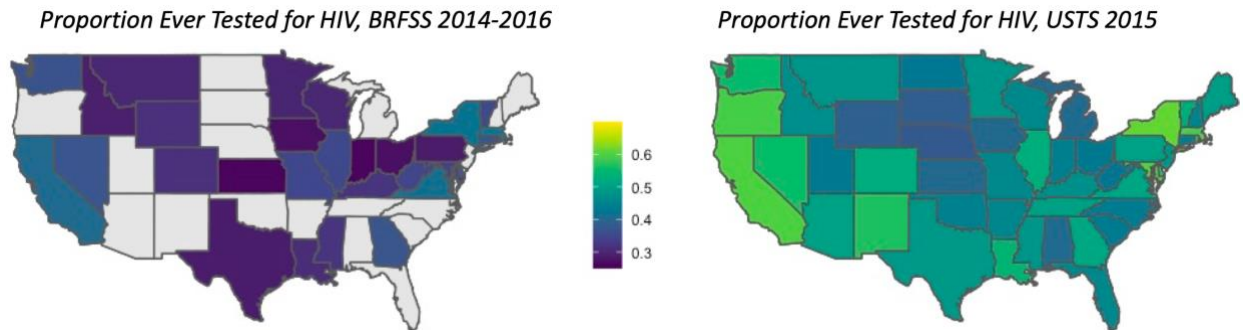 Proportion Ever Tested for HIV, BRFSS 2014-2016
Proportion Ever Tested for HIV, USTS 2015
0.6
0.5
0.4
0.3